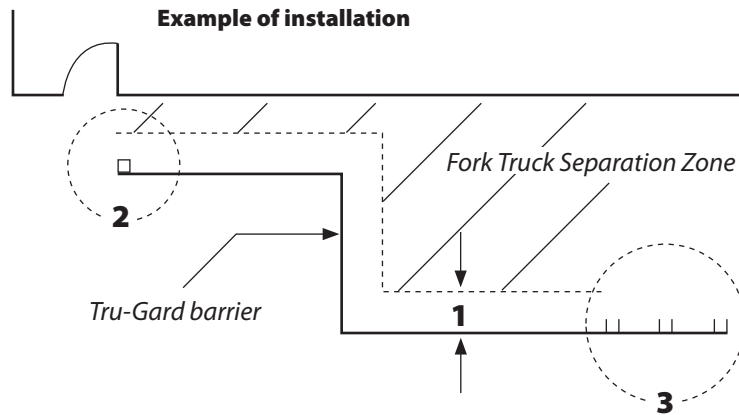 Example of installation
Fork Truck Separation Zone
2
Tru-Gard barrier
1
3